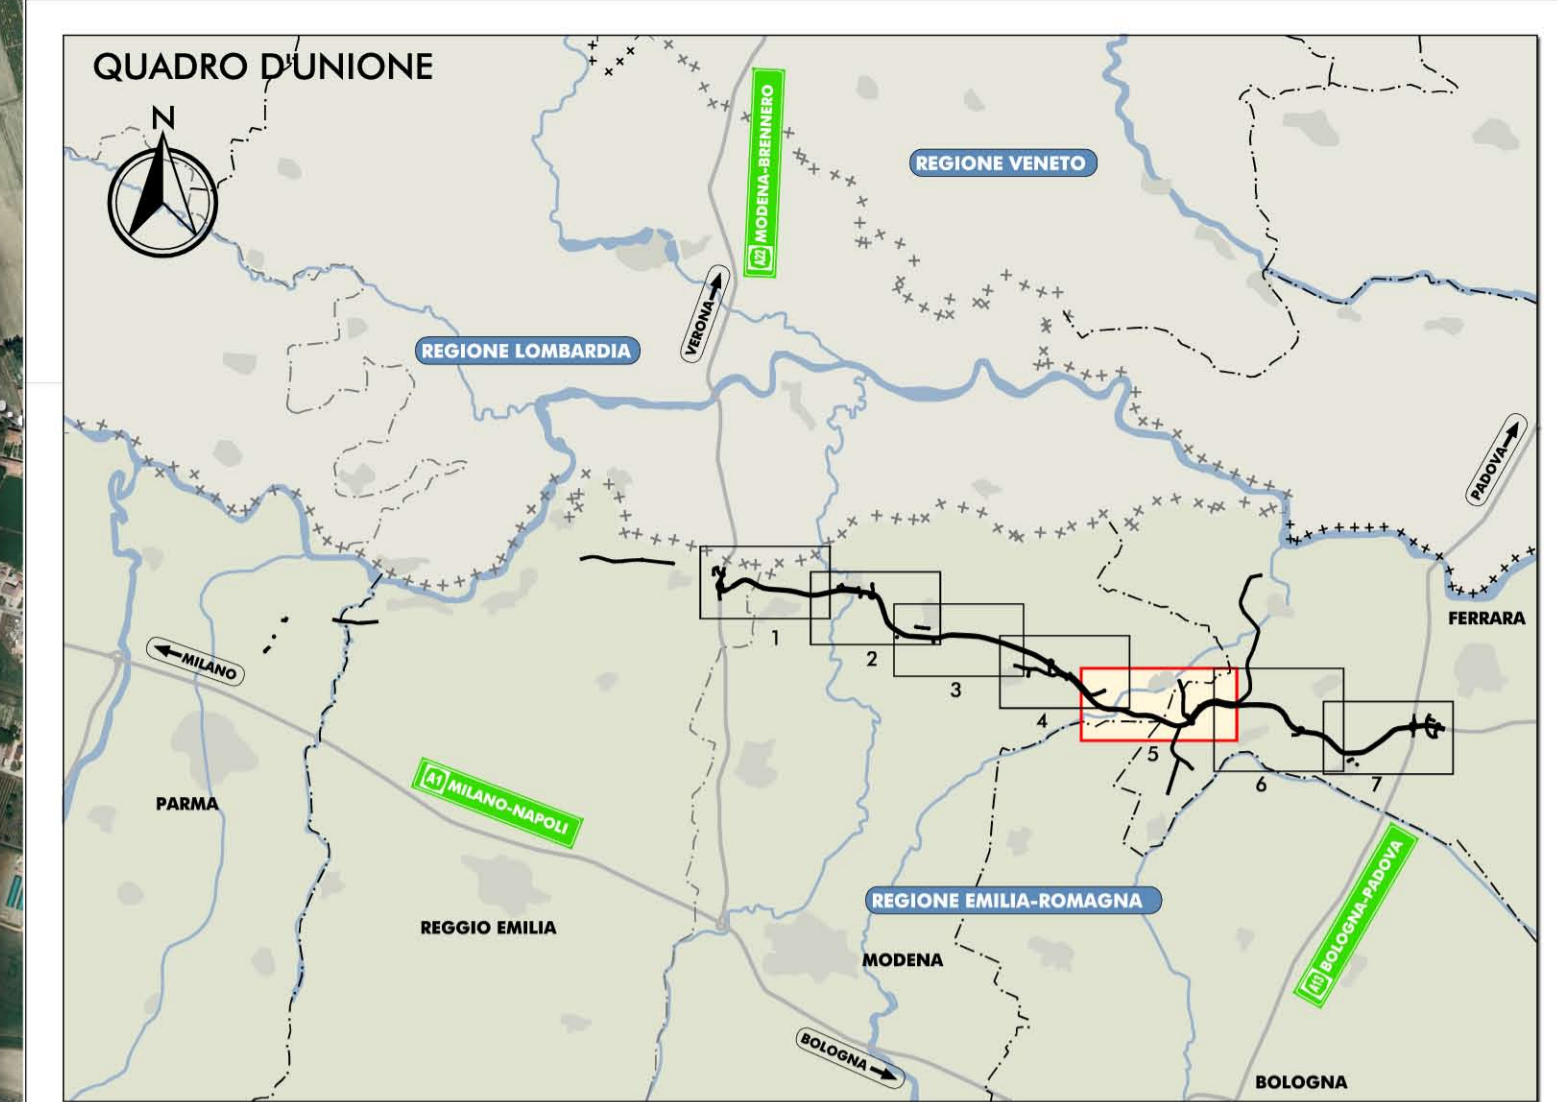 QUADRO D'UNIONE
N
A22 MODENA-BRENNERO
REGIONE VENETO
VERONA
REGIONE LOMBARDIA
PADOVA
FERRARA
MILANO
1
2
3
4
5
6
7
PARMA
A1 MILANO-NAPOLI
REGGIO EMILIA
REGIONE EMILIA-ROMAGNA
MODENA
A13 BOLOGNA-PADOVA
BOLOGNA
BOLOGNA